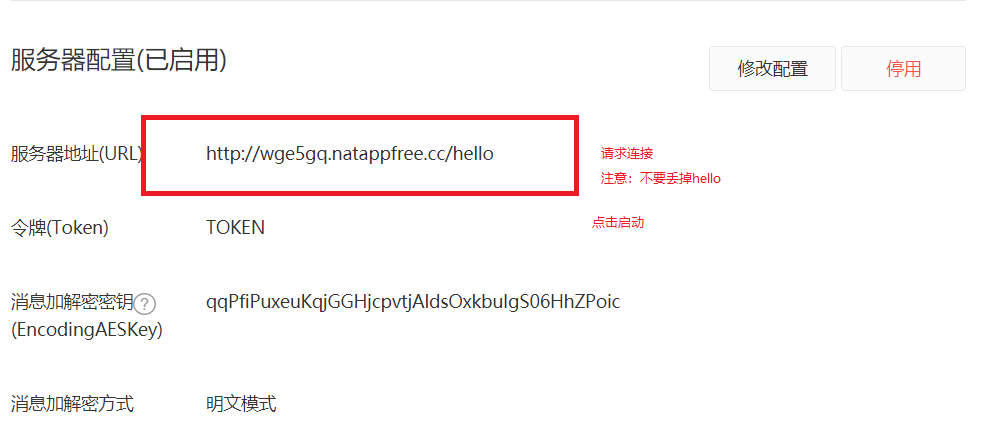 服务器配置(已启用)
修改配置
停用
服务器地址(URL)
http://wge5gq.natappfree.cc/hello
请求连接
注意：不要丢掉hello
令牌(Token)
TOKEN
点击启动
消息加解密密钥?
(EncodingAESKey)
qqPfiPuxeuKqjGGHjcpvtjAIdsOxkbuIgS06HhZPoic
消息加解密方式
明文模式